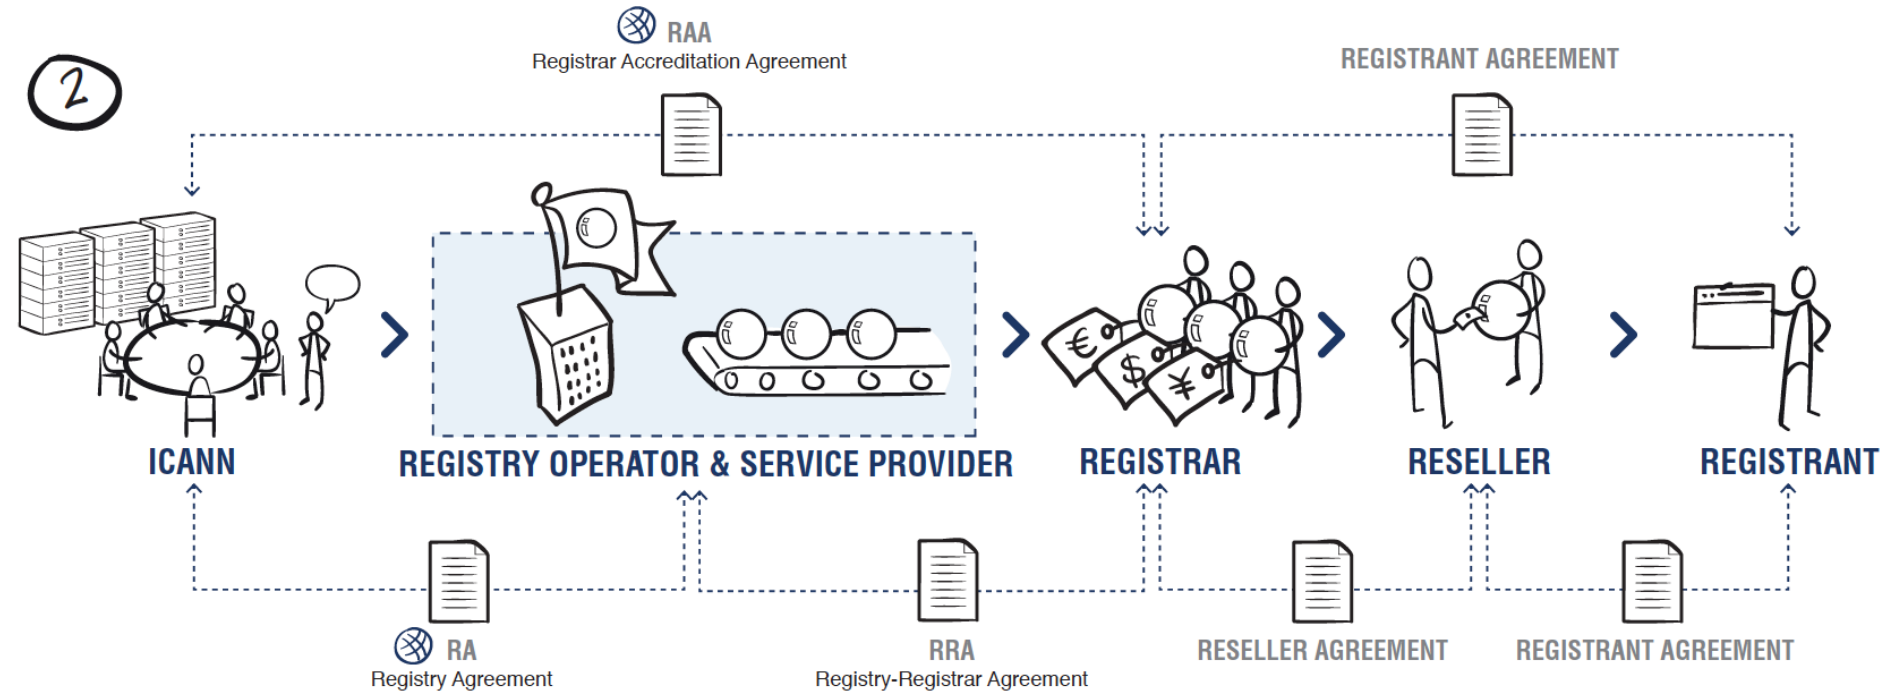 2
RAA
Registrar Accreditation Agreement
REGISTRANT AGREEMENT
€
$
¥
ICANN
REGISTRY OPERATOR & SERVICE PROVIDER
REGISTRAR
RESELLER
REGISTRANT
RA
Registry Agreement
RRA
Registry-Registrar Agreement
RESELLER AGREEMENT
REGISTRANT AGREEMENT